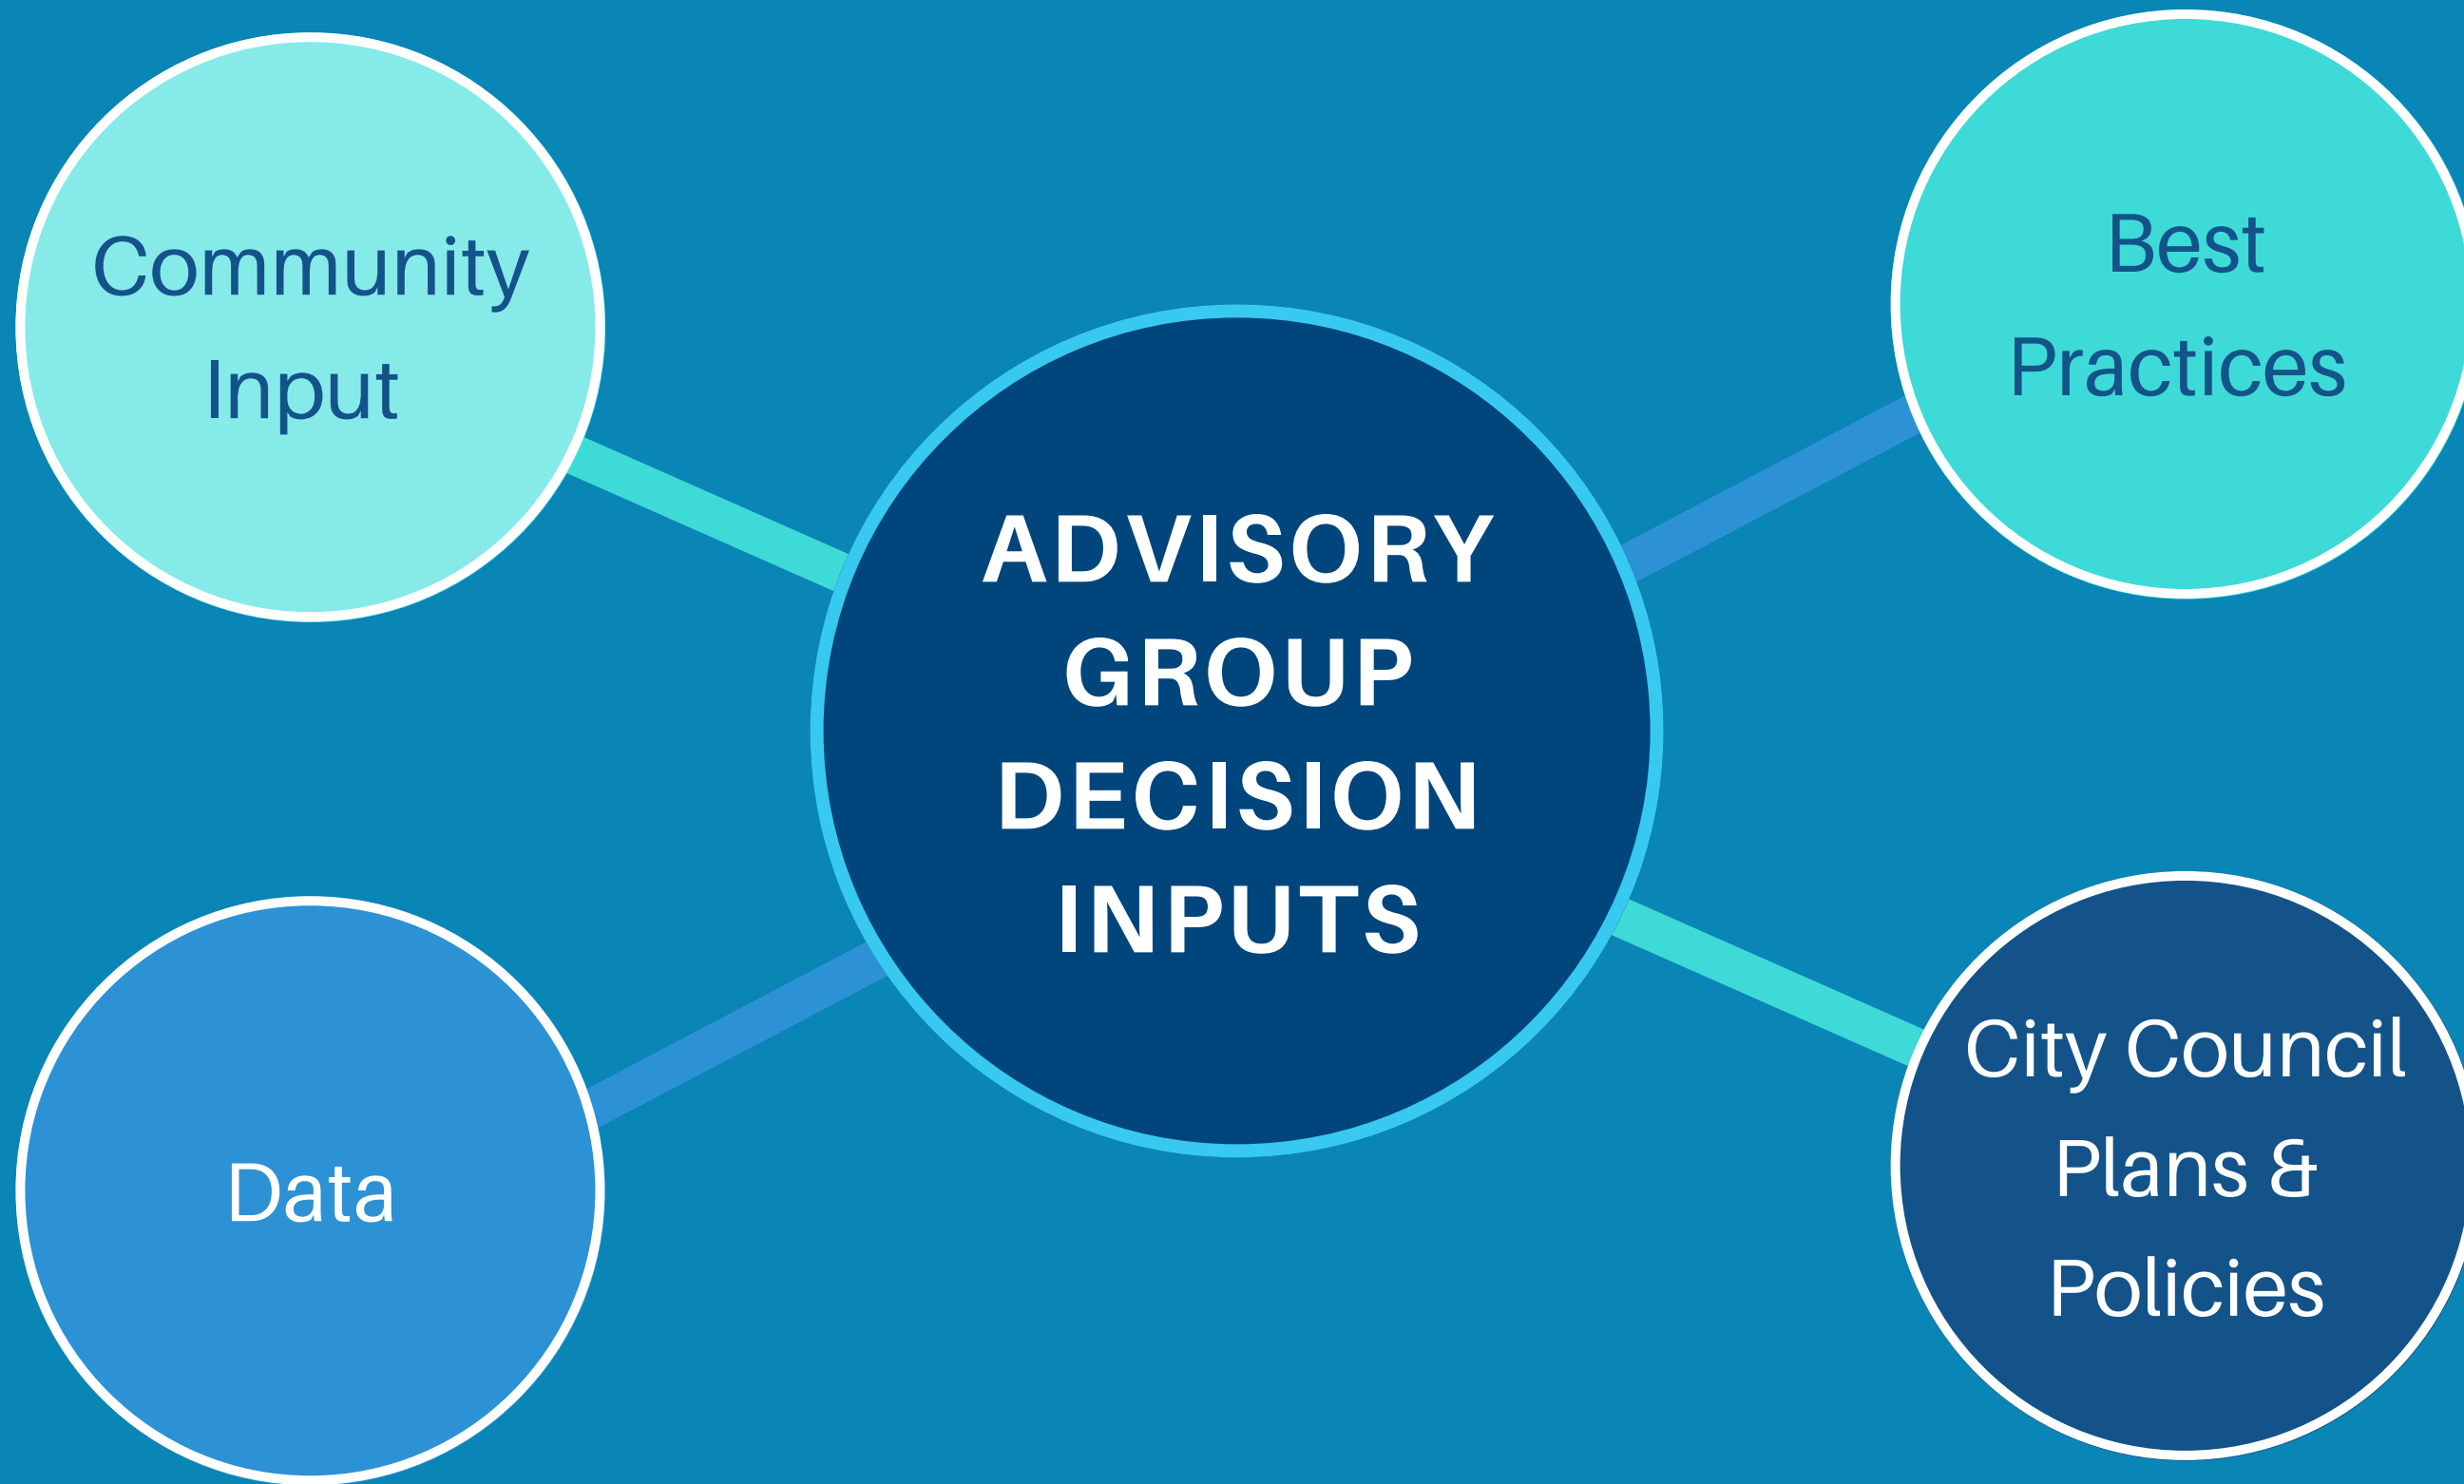 Community
Input
Best
Practices
ADVISORY
GROUP
DECISION
INPUTS
Data
City Council
Plans &
Policies